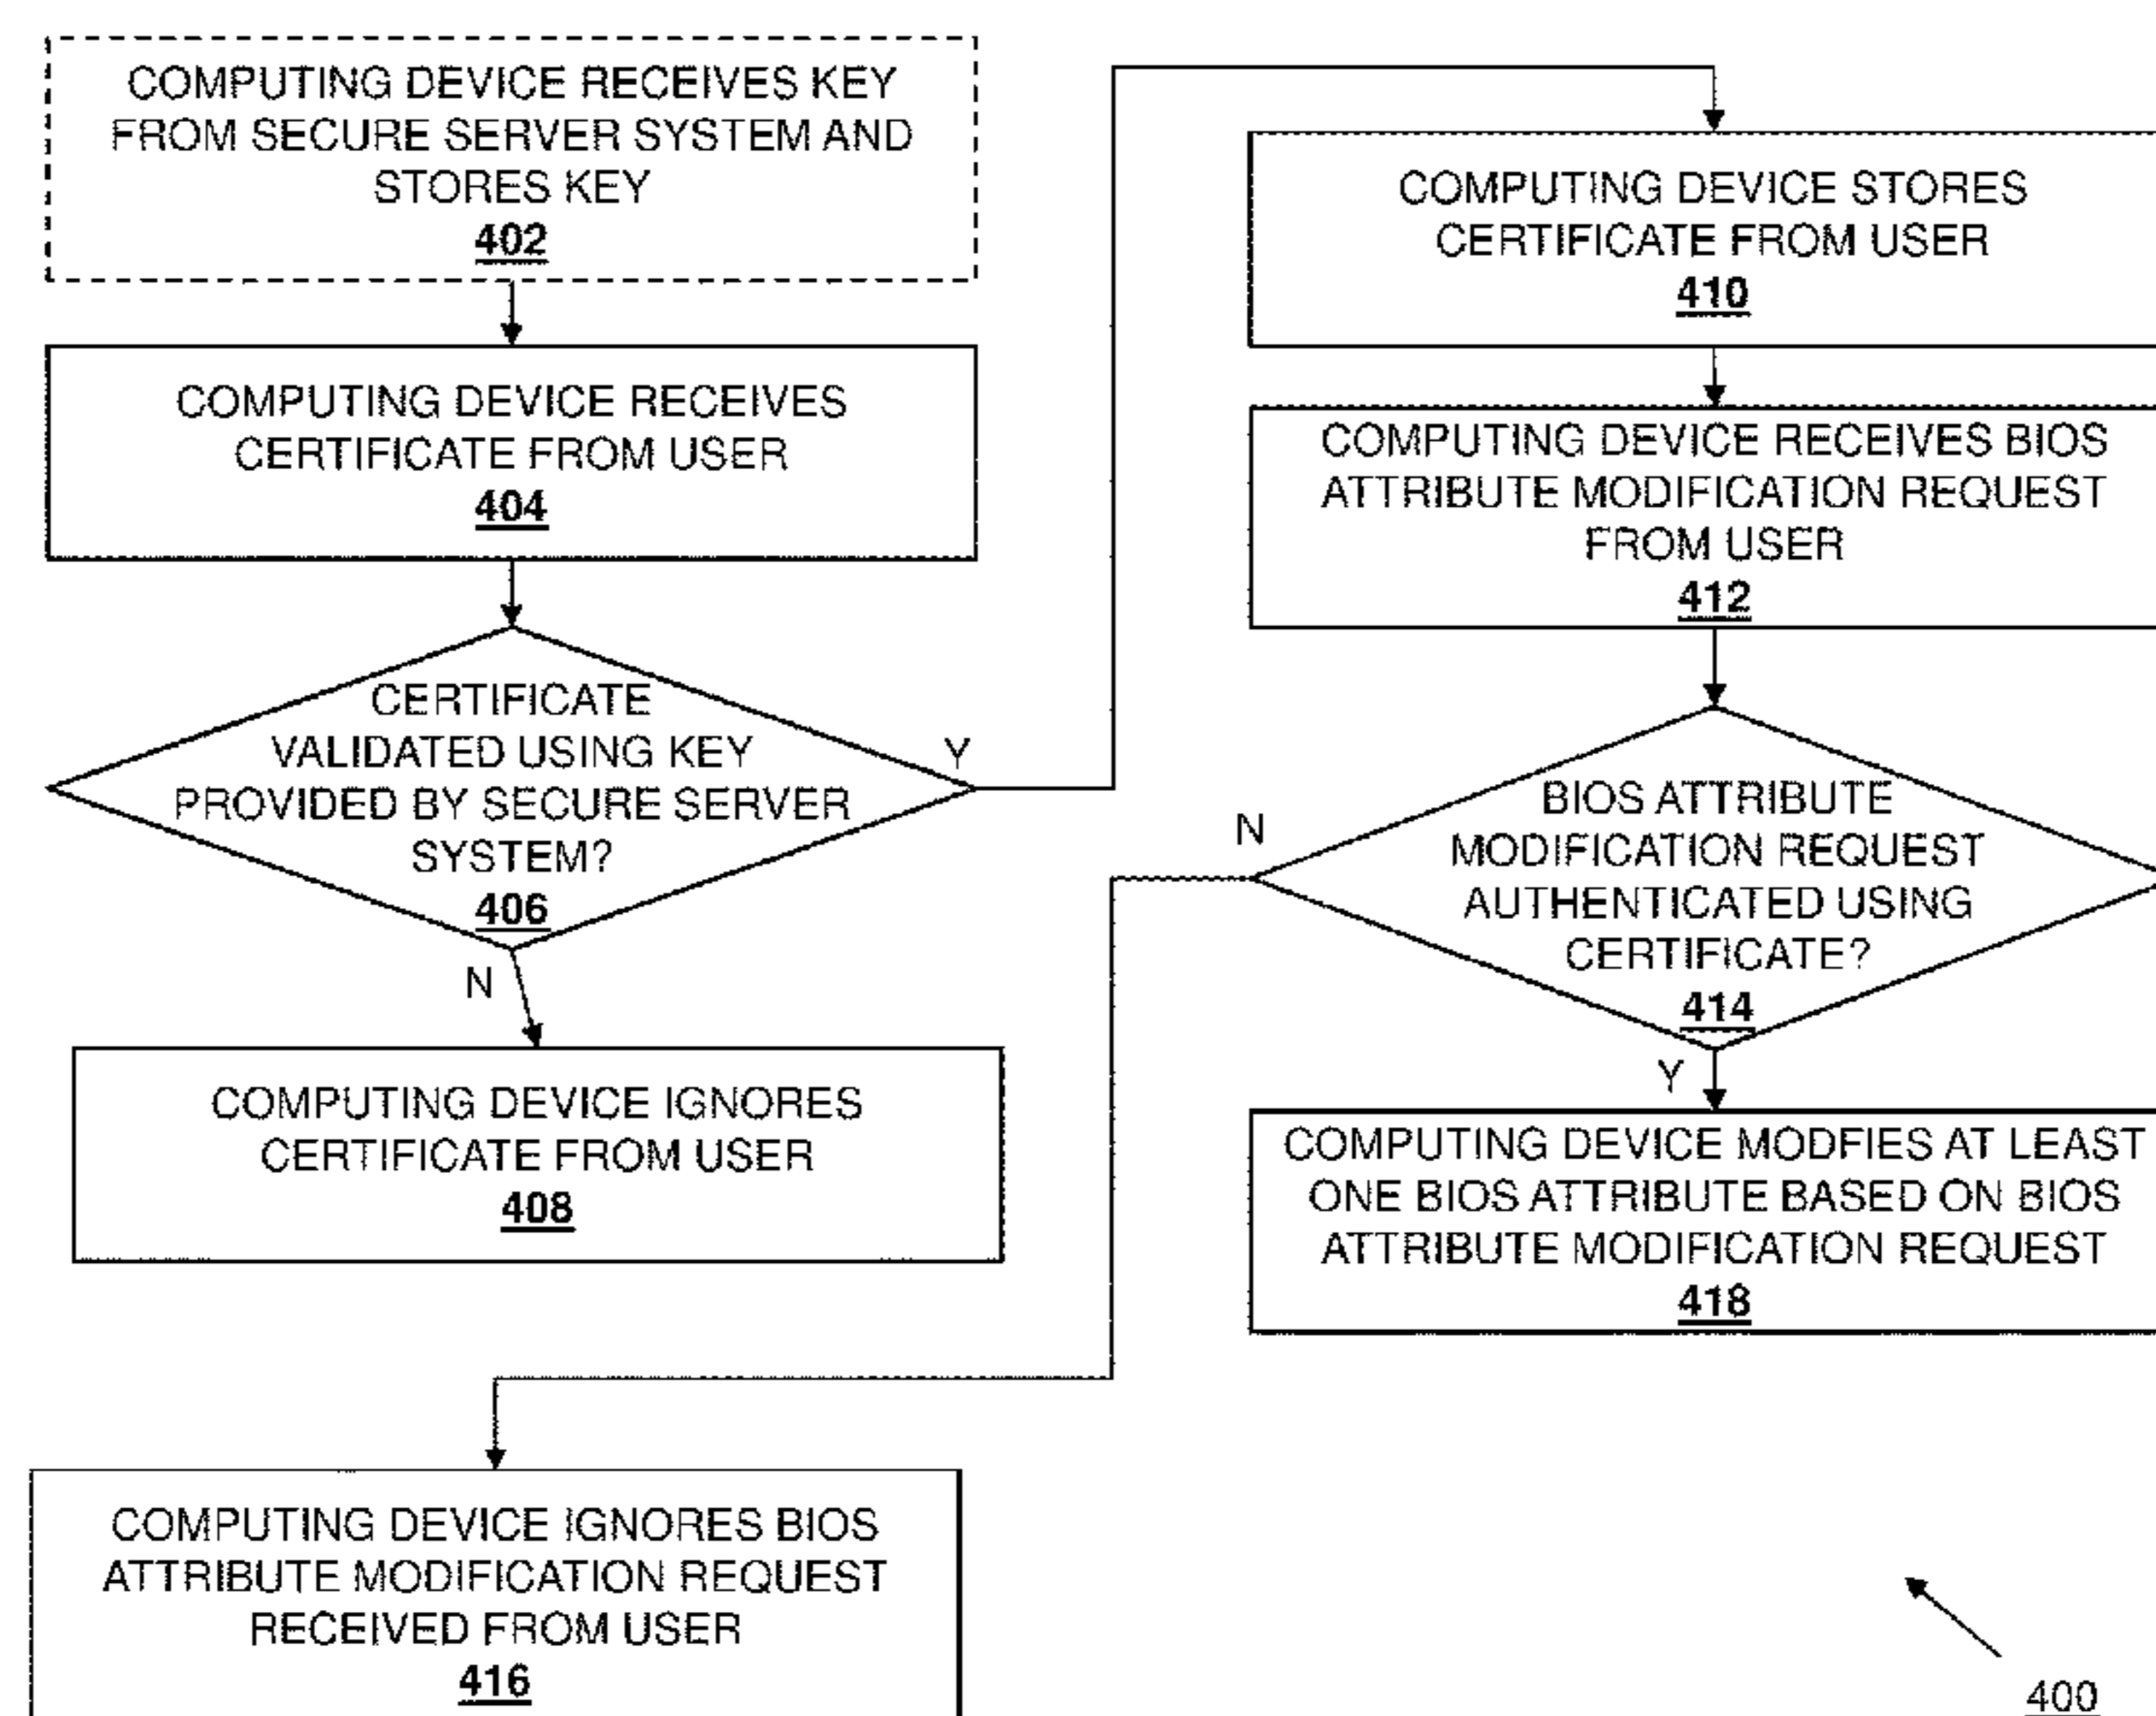 COMPUTING DEVICE RECEIVES KEY
FROM SECURE SERVER SYSTEM AND
STORES KEY
402
COMPUTING DEVICE RECEIVES
CERTIFICATE FROM USER
404
CERTIFICATE
VALIDATED USING KEY
PROVIDED BY SECURE SERVER
SYSTEM?
406
Y
N
COMPUTING DEVICE IGNORES
CERTIFICATE FROM USER
408
COMPUTING DEVICE STORES
CERTIFICATE FROM USER
410
COMPUTING DEVICE RECEIVES BIOS
ATTRIBUTE MODIFICATION REQUEST
FROM USER
412
BIOS ATTRIBUTE
MODIFICATION REQUEST
AUTHENTICATED USING
CERTIFICATE?
414
N
Y
COMPUTING DEVICE MODFIES AT LEAST
ONE BIOS ATTRIBUTE BASED ON BIOS
ATTRIBUTE MODIFICATION REQUEST
418
COMPUTING DEVICE IGNORES BIOS
ATTRIBUTE MODIFICATION REQUEST
RECEIVED FROM USER
416
400